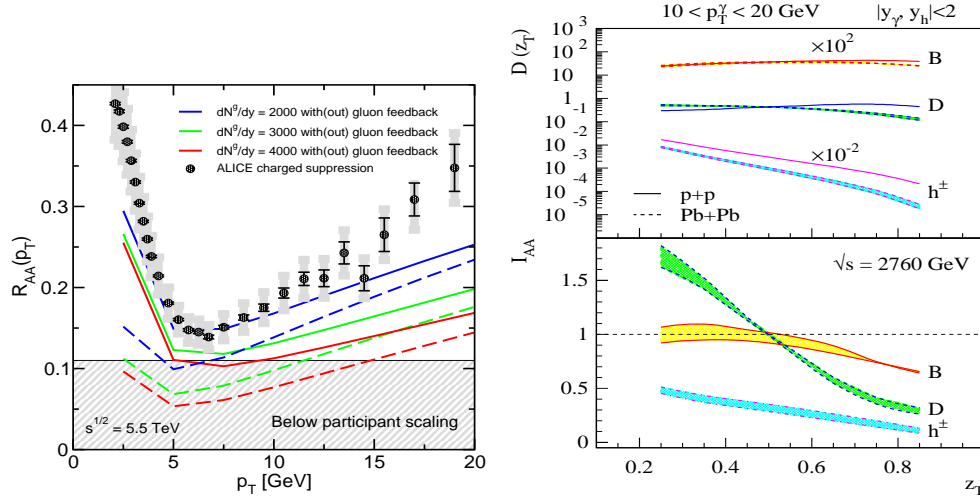 R_AA(p_T)
0.4
0.3
0.2
0.1
0
dN^g/dy = 2000 with(out) gluon feedback
dN^g/dy = 3000 with(out) gluon feedback
dN^g/dy = 4000 with(out) gluon feedback
ALICE charged suppression
Below participant scaling
s^1/2 = 5.5 TeV
0 5 10 15 20
p_T [GeV]
10 < p_T^γ < 20 GeV |y_γ, y_h|<2
D (z_T)
10^3
10^2
10
1
10^-1
10^-2
10^-3
10^-4
10^-5
×10^2
B
D
×10^-2
h^±
p+p
Pb+Pb
I_AA
√s = 2760 GeV
1.5
1
0.5
0
B
D
h^±
0.2 0.4 0.6 0.8
z_T